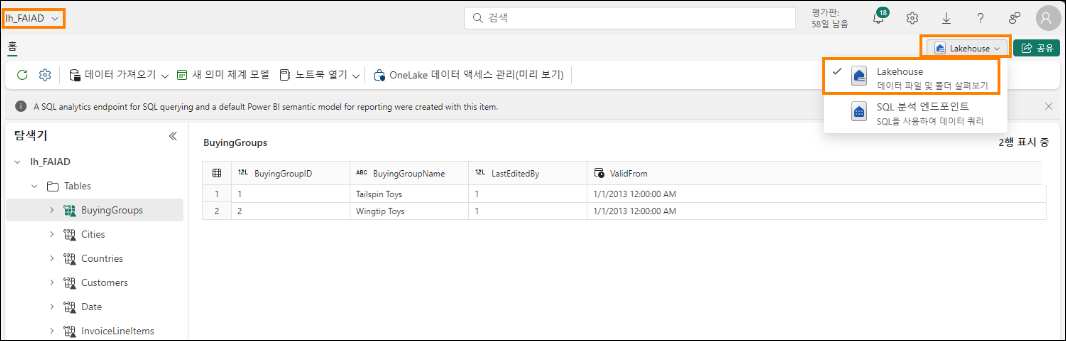 lh_FAIAD
검색
평가판:
58일 남음
18
홈
Lakehouse
공유
데이터 가져오기
새 의미 체계 모델
노트북 열기
OneLake 데이터 액세스 관리(미리 보기)
Lakehouse
데이터 파일 및 폴더 살펴보기
SQL 분석 엔드포인트
SQL을 사용하여 데이터 쿼리
A SQL analytics endpoint for SQL querying and a default Power BI semantic model for reporting were created with this item.
탐색기
lh_FAIAD
Tables
BuyingGroups
Cities
Countries
Customers
Date
InvoiceLineItems
BuyingGroups
2행 표시 중
12L BuyingGroupID ABC BuyingGroupName 12L LastEditedBy ValidFrom
1 1 Tailspin Toys 1 1/1/2013 12:00:00 AM
2 2 Wingtip Toys 1 1/1/2013 12:00:00 AM